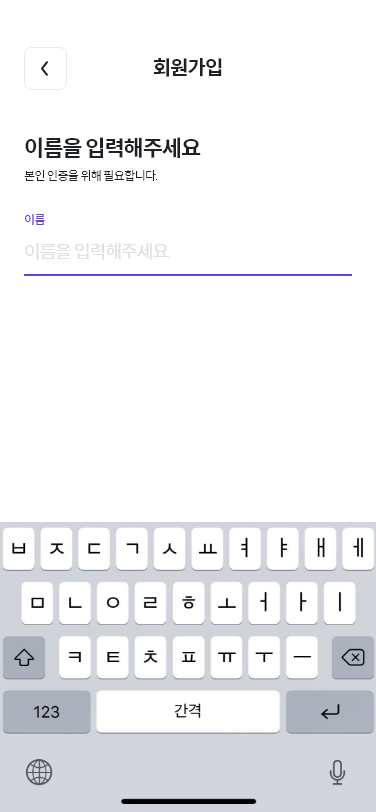 회원가입
이름을 입력해주세요
본인 인증을 위해 필요합니다.
이름
이름을 입력해주세요.
ㅂ ㅈ ㄷ ㄱ ㅅ ㅛ ㅕ ㅑ ㅐ ㅔ
ㅁ ㄴ ㅇ ㄹ ㅎ ㅗ ㅓ ㅏ ㅣ
ㅋ ㅌ ㅊ ㅍ ㅠ ㅜ ㅡ
123 간격